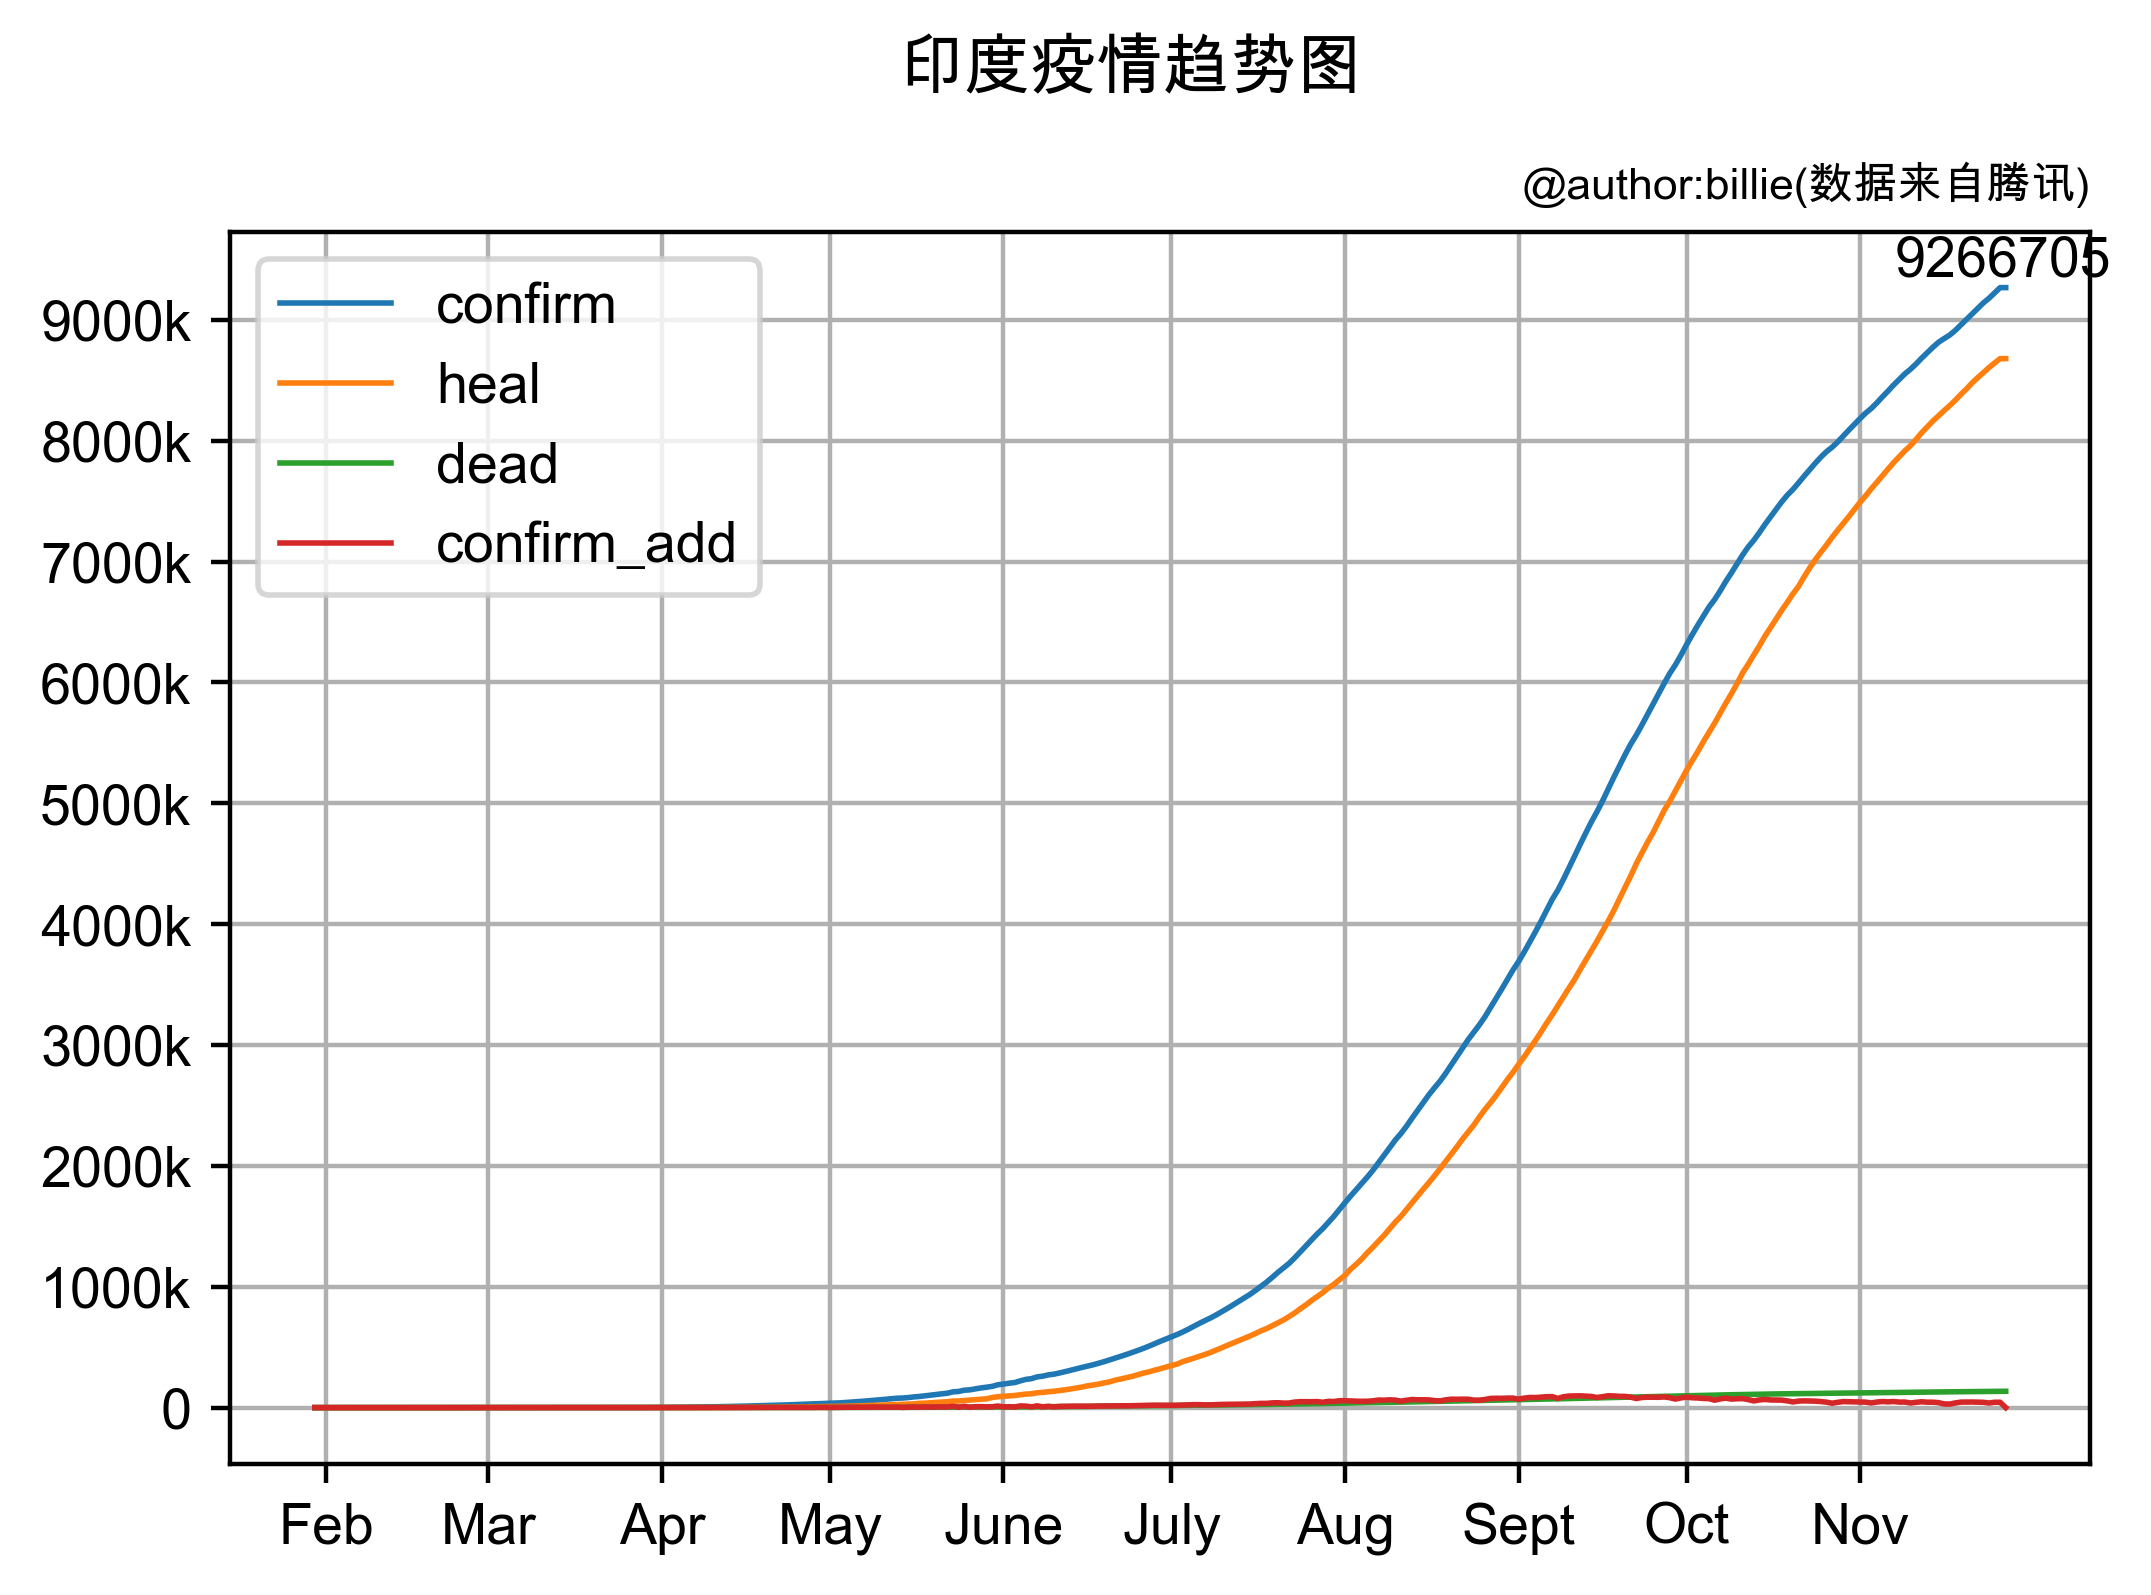 印度疫情趋势图
@author:billie(数据来自腾讯)
9266705
confirm
heal
dead
confirm_add
9000k
8000k
7000k
6000k
5000k
4000k
3000k
2000k
1000k
0
Feb Mar Apr May June July Aug Sept Oct Nov